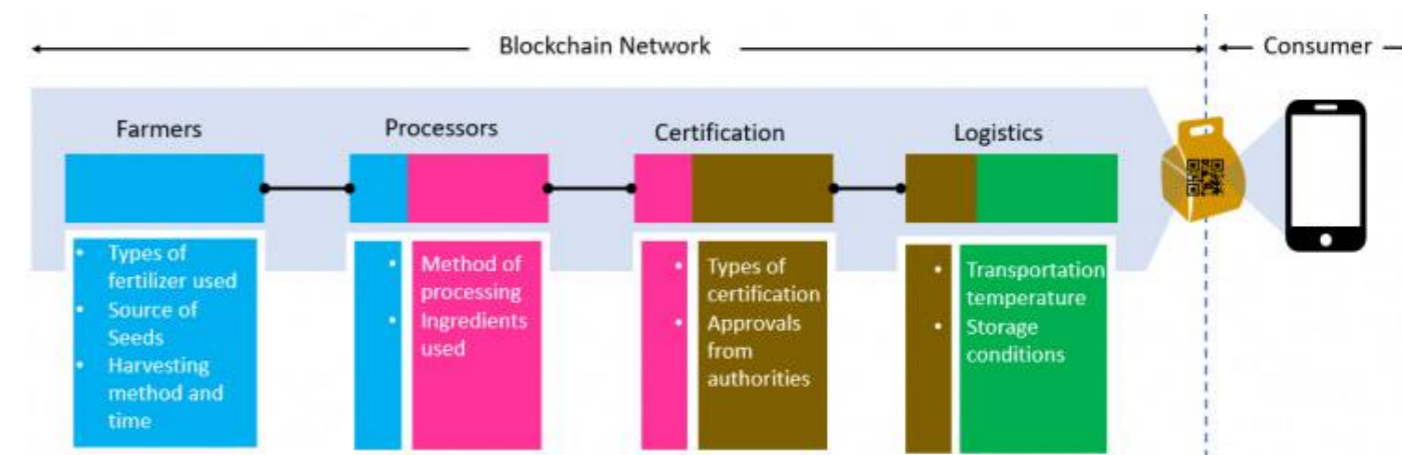 Blockchain Network
Consumer
Farmers
Processors
Certification
Logistics
• Types of
fertilizer used
• Source of
Seeds
• Harvesting
method and
time
• Method of
processing
• Ingredients
used
• Types of
certification
• Approvals
from
authorities
• Transportation
temperature
• Storage
conditions